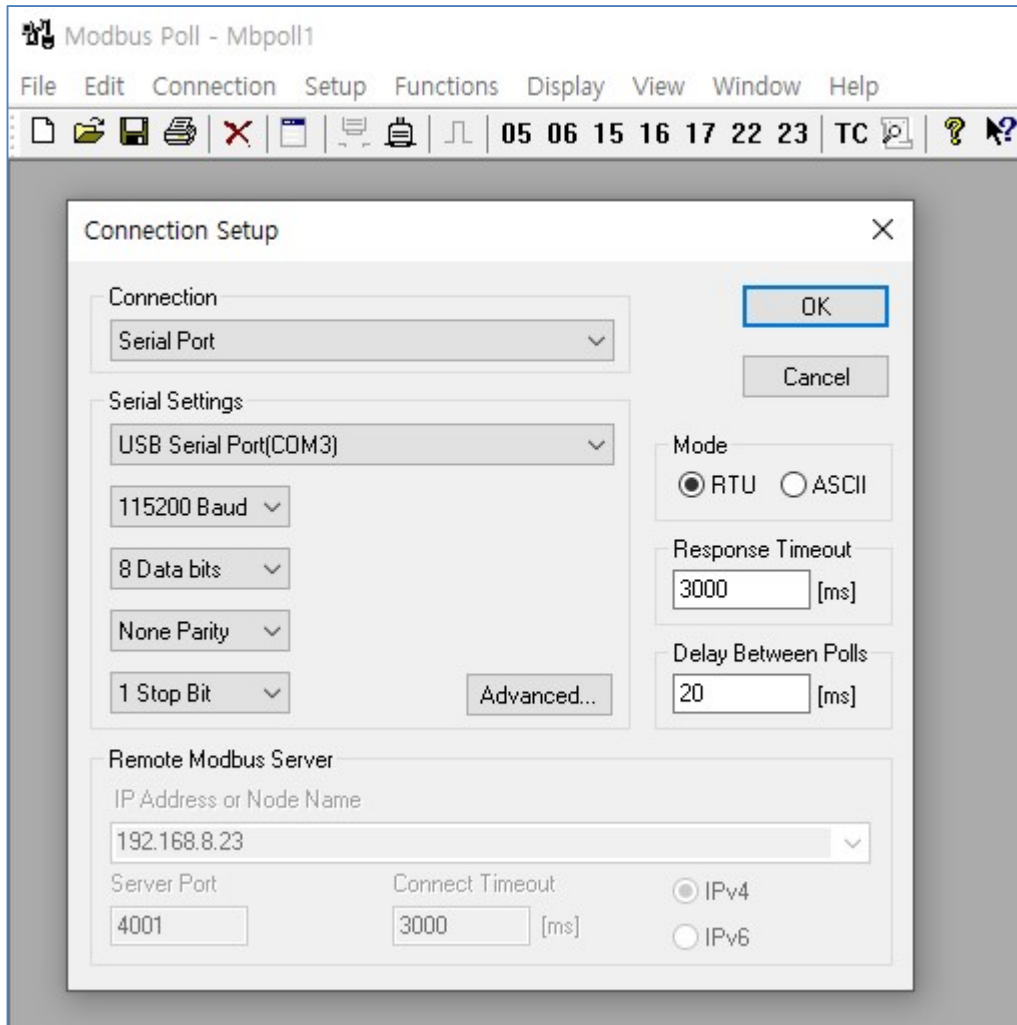 Modbus Poll - Mbpoll1
File Edit Connection Setup Functions Display View Window Help
05 06 15 16 17 22 23 TC
Connection Setup
Connection
Serial Port
OK
Cancel
Serial Settings
USB Serial Port(COM3)
Mode
RTU ASCII
115200 Baud
8 Data bits
Response Timeout
3000 [ms]
None Parity
Delay Between Polls
1 Stop Bit
Advanced...
20 [ms]
Remote Modbus Server
IP Address or Node Name
192.168.8.23
Server Port Connect Timeout
IPv4
4001 3000 [ms]
IPv6